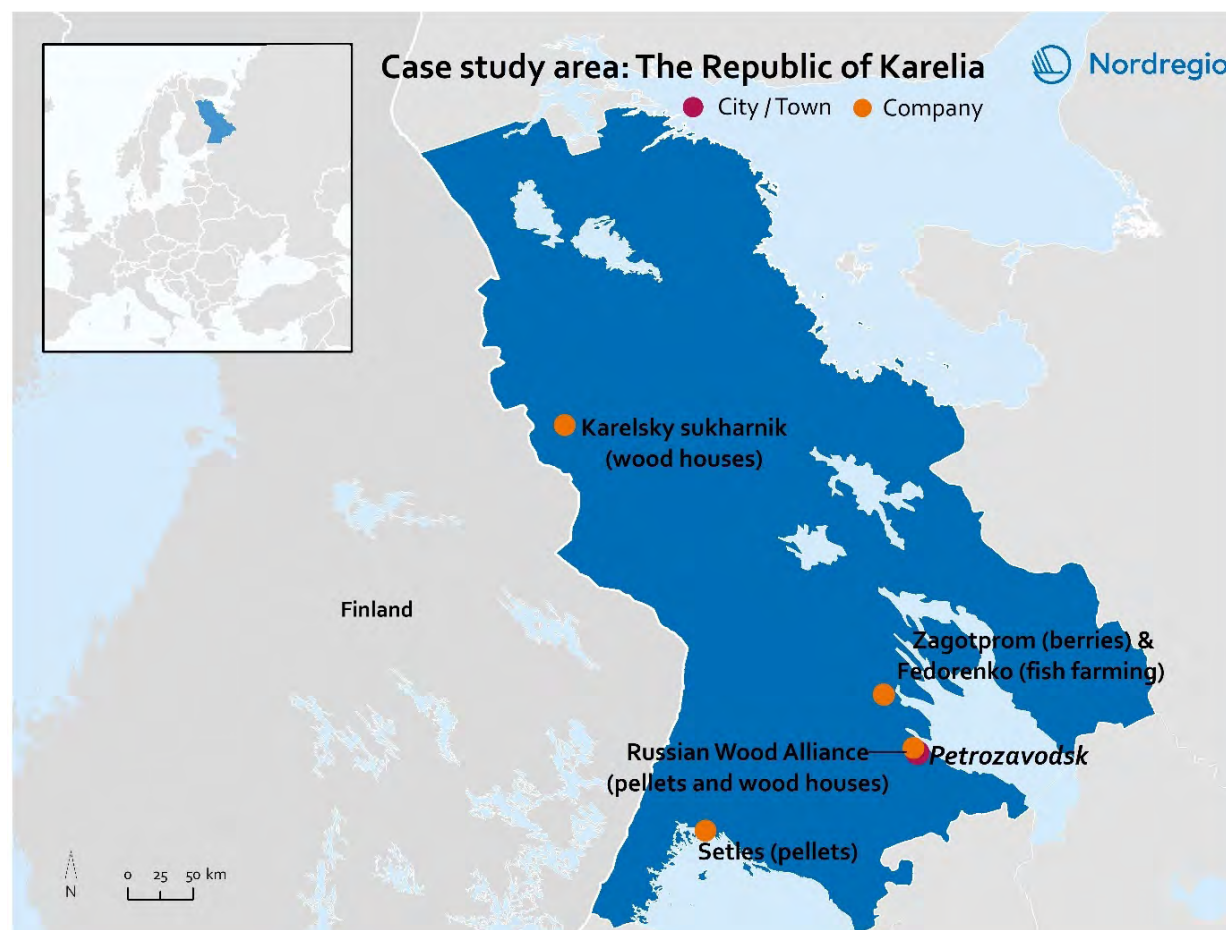 Case study area: The Republic of Karelia
Nordregio
City / Town
Company
Karelsky sukharnik
(wood houses)
Finland
Zagotprom (berries) &
Fedorenko (fish farming)
Russian Wood Alliance
(pellets and wood houses)
Petrozavodsk
Setles (pellets)
N
0 25 50 km